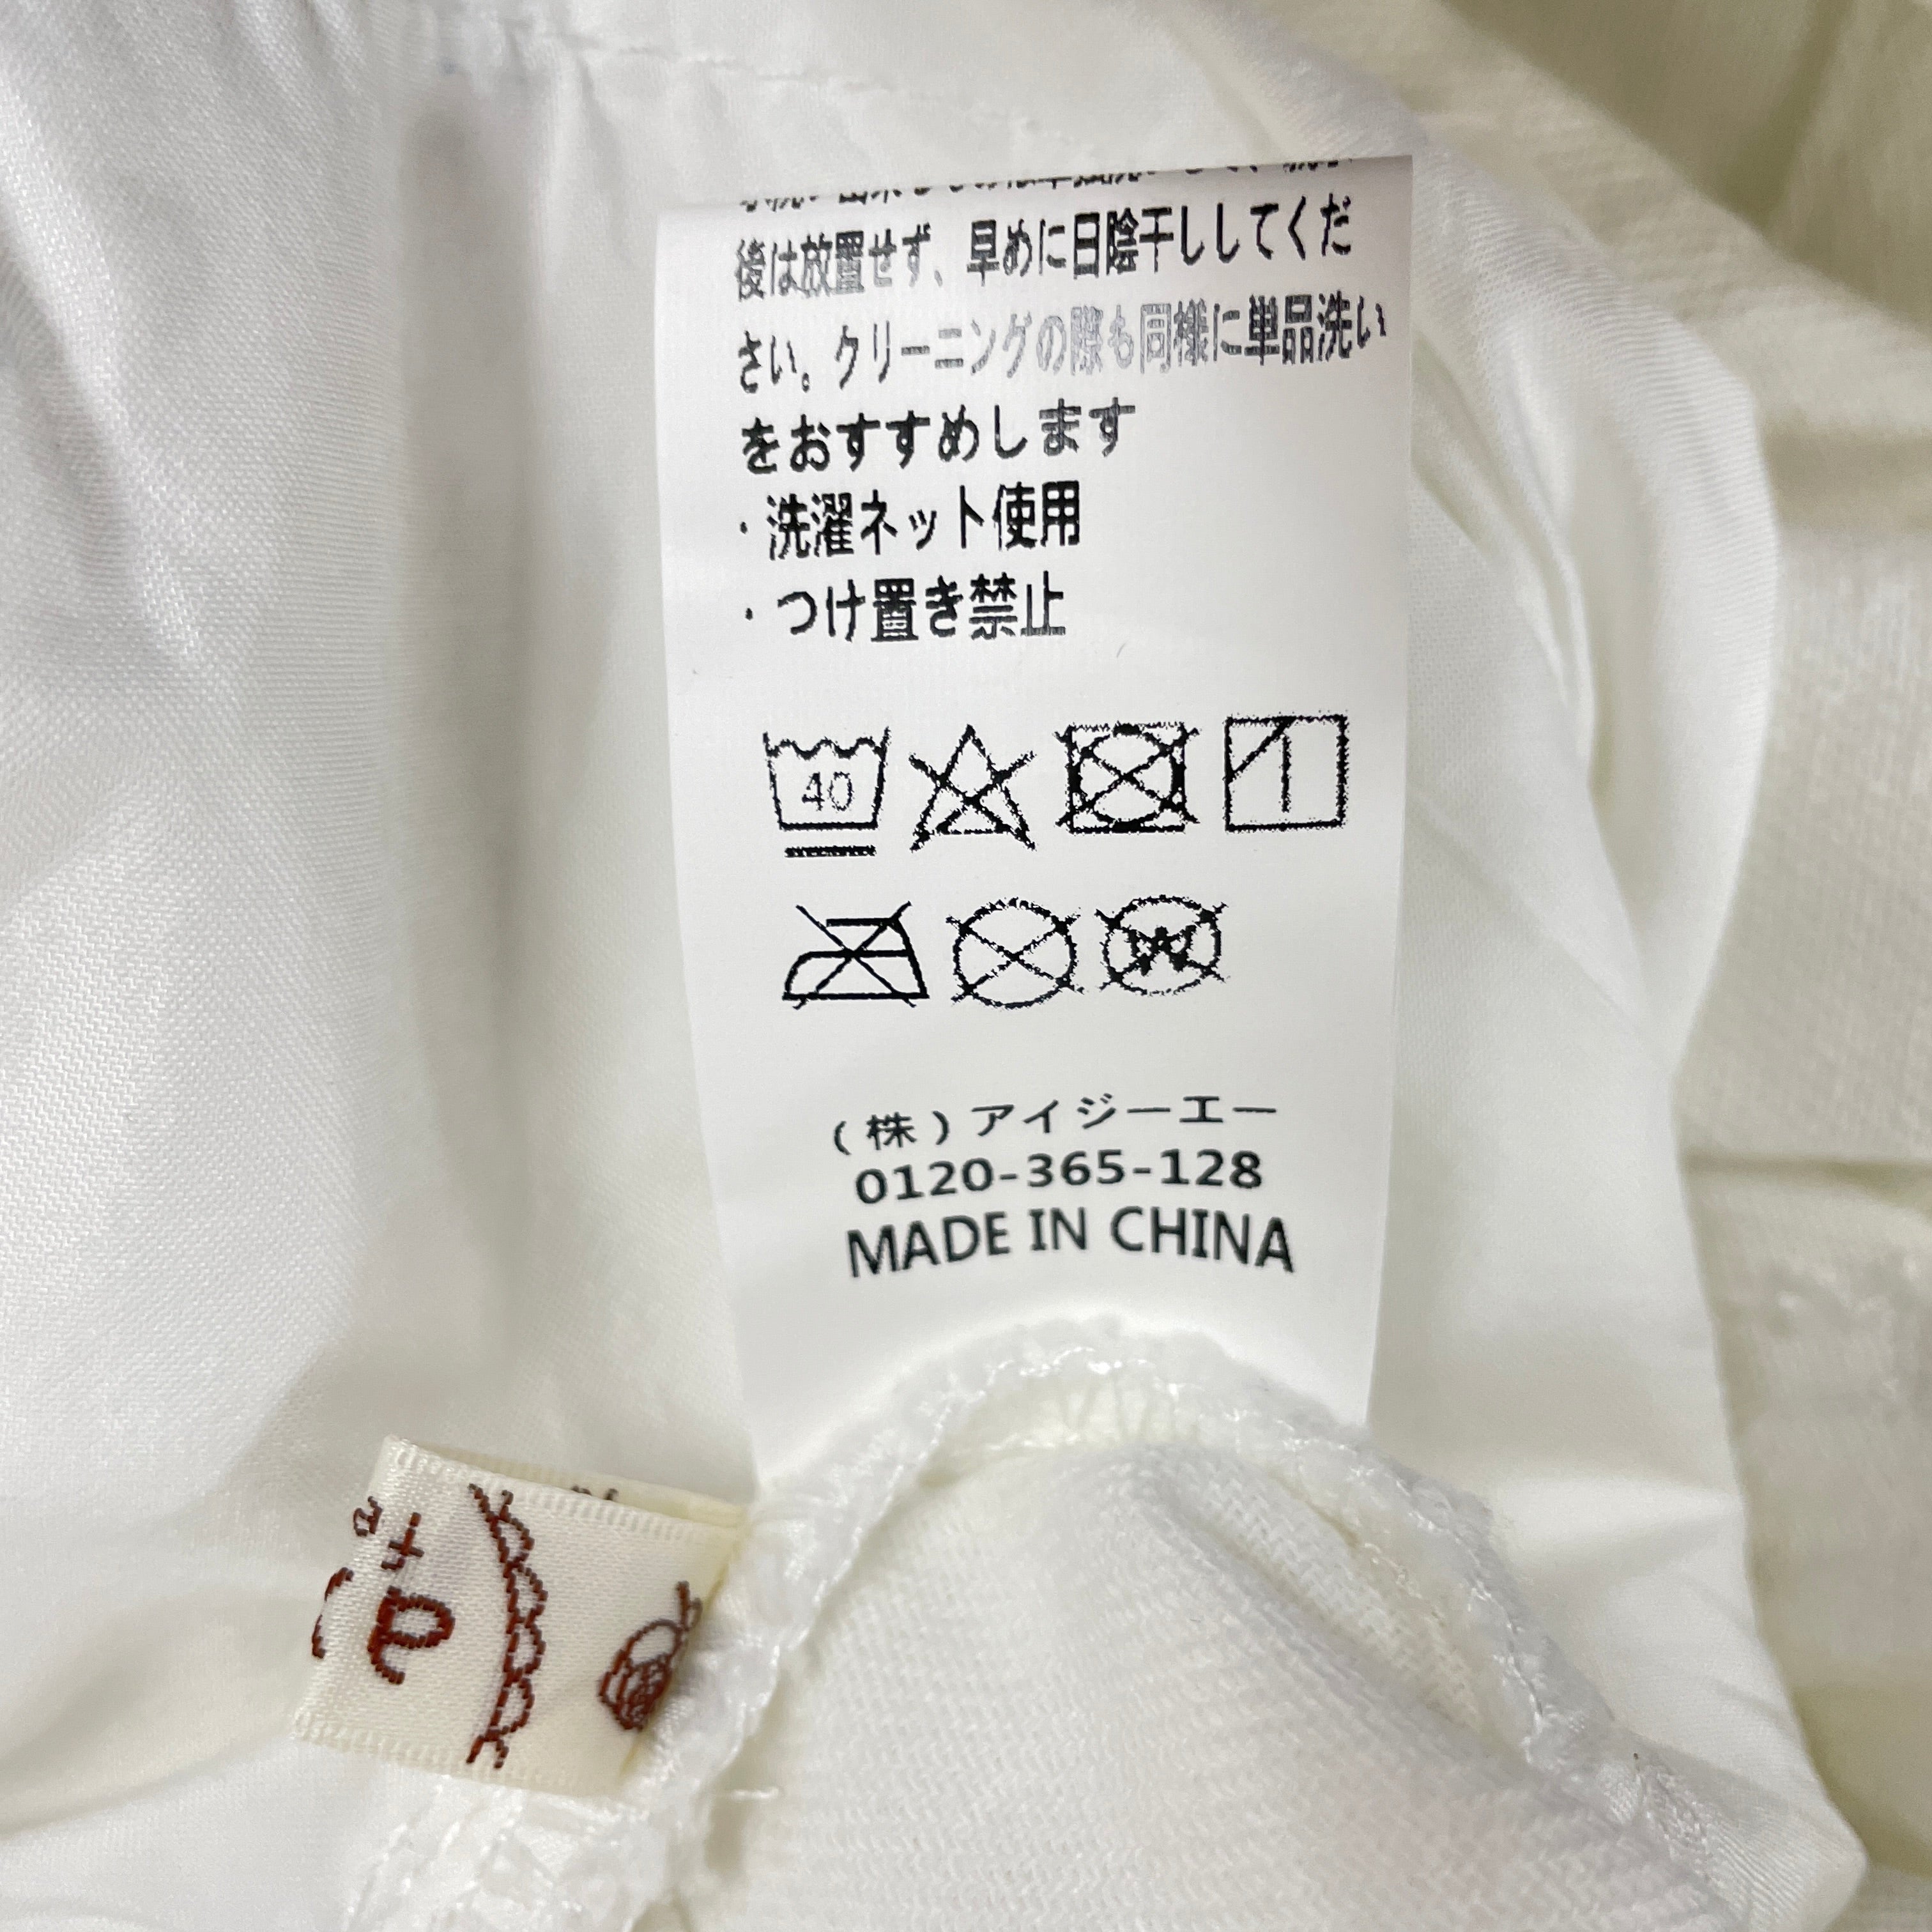 後は放置せず、早めに日陰干ししてくだ
さい。クリーニングの際も同様に単品洗い
をおすすめします
・洗濯ネット使用
・つけ置き禁止
40
W
(株)アイジーエー
0120-365-128
MADE IN CHINA